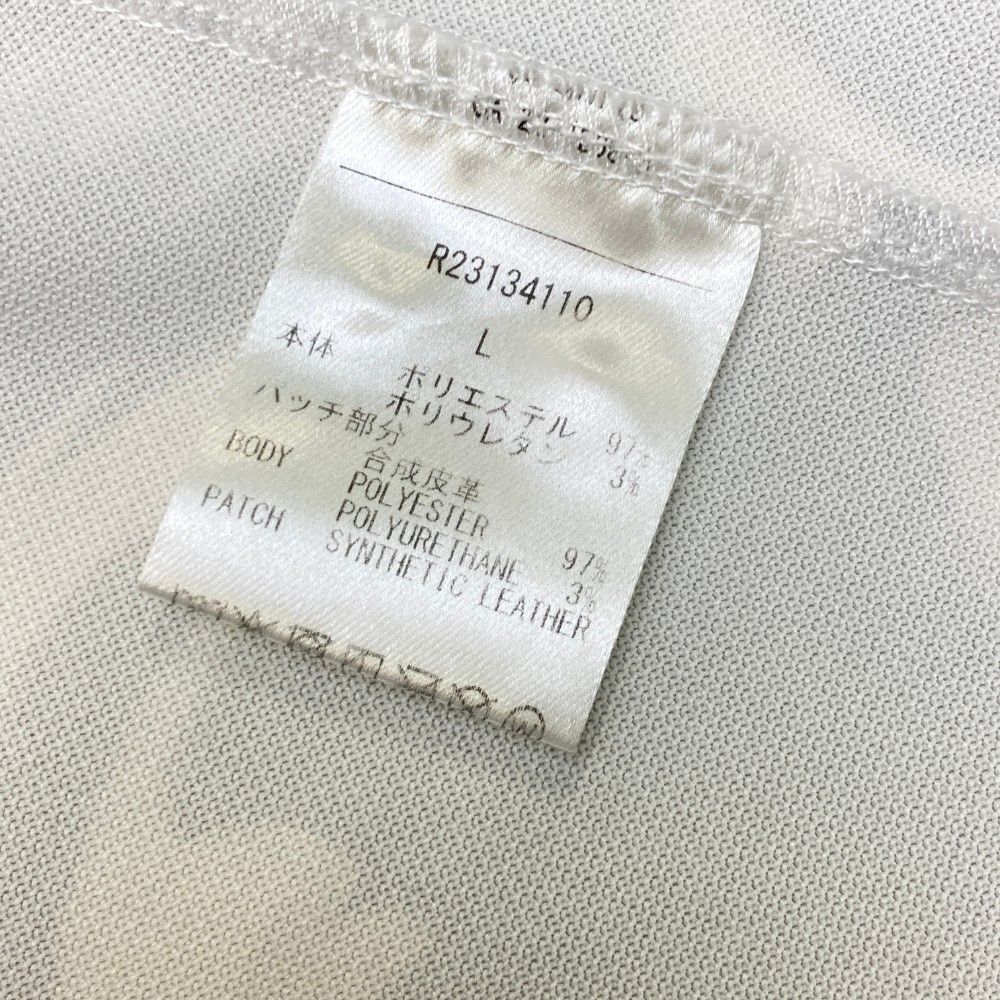 R23134110
L
本体 ポリエステル 97%
ポリウレタン 3%
パッチ部分 合成皮革
BODY POLYESTER 97%
POLYURETHANE 3%
PATCH SYNTHETIC LEATHER